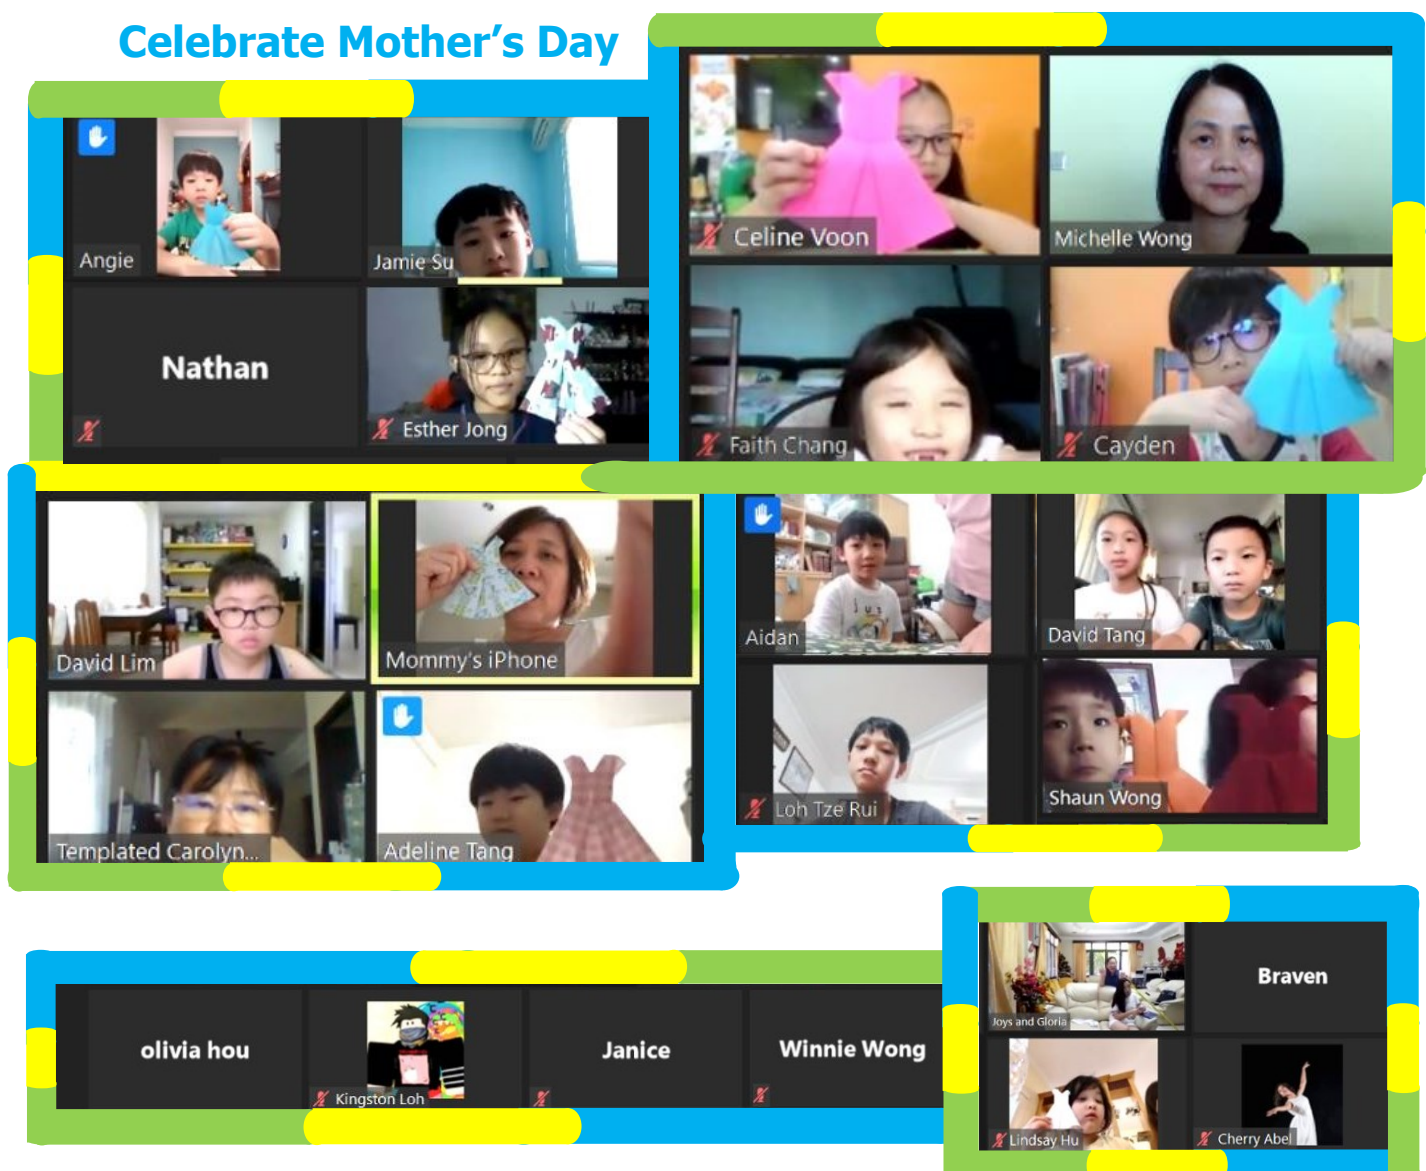 Celebrate Mother's Day
Angie
Jamie Su
Nathan
Esther Jong
Celine Voon
Michelle Wong
Faith Chang
Cayden
David Lim
Mommy's iPhone
Templated Carolyn...
Adeline Tang
Aidan
jus
David Tang
Loh Tze Rui
Shaun Wong
olivia hou
Kingston Loh
Janice
Winnie Wong
Joys and Gloria
Braven
Lindsay Hu
Cherry Abel